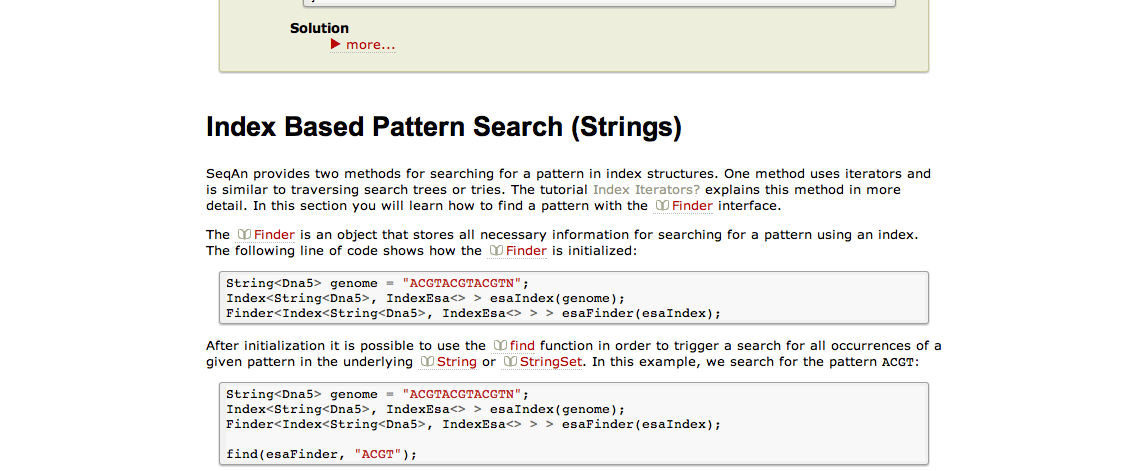 Solution
more...
Index Based Pattern Search (Strings)
SeqAn provides two methods for searching for a pattern in index structures. One method uses iterators and
is similar to traversing search trees or tries. The tutorial Index Iterators? explains this method in more
detail. In this section you will learn how to find a pattern with the Finder interface.
The Finder is an object that stores all necessary information for searching for a pattern using an index.
The following line of code shows how the Finder is initialized:
String<Dna5> genome = "ACGTACGTACGTN";
Index<String<Dna5>, IndexEsa<> > esaIndex(genome);
Finder<Index<String<Dna5>, IndexEsa<> > > esaFinder(esaIndex);
After initialization it is possible to use the find function in order to trigger a search for all occurrences of a
given pattern in the underlying String or StringSet. In this example, we search for the pattern ACGT:
String<Dna5> genome = "ACGTACGTACGTN";
Index<String<Dna5>, IndexEsa<> > esaIndex(genome);
Finder<Index<String<Dna5>, IndexEsa<> > > esaFinder(esaIndex);
find(esaFinder, "ACGT");